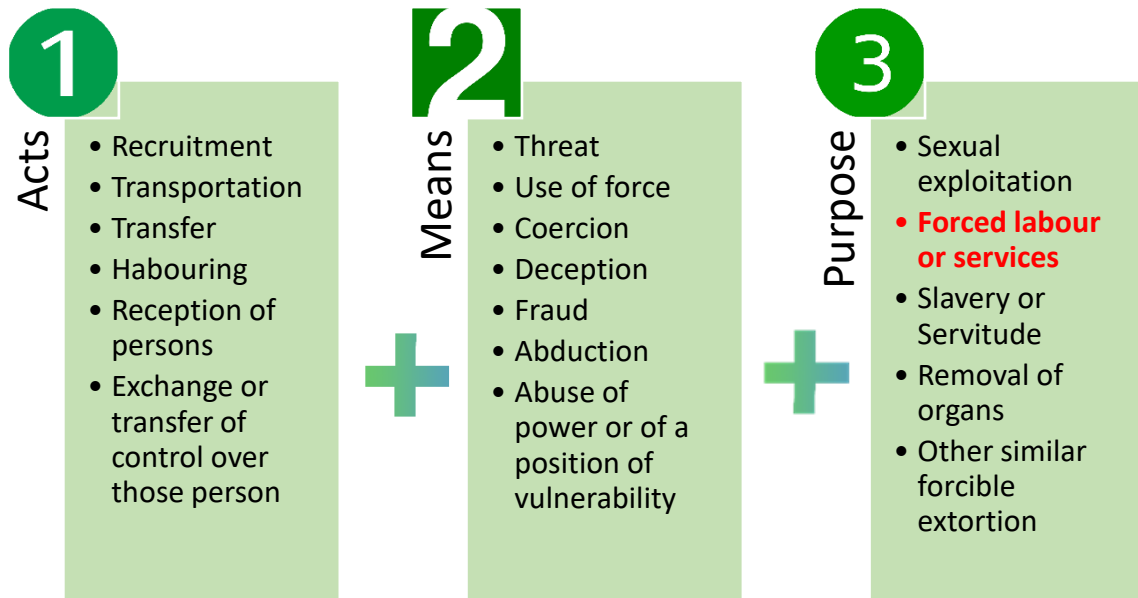 1
Acts
• Recruitment
• Transportation
• Transfer
• Habouring
• Reception of
persons
• Exchange or
transfer of
control over
those person
2
Means
• Threat
• Use of force
• Coercion
• Deception
• Fraud
• Abduction
• Abuse of
power or of a
position of
vulnerability
3
Purpose
• Sexual
exploitation
• Forced labour
or services
• Slavery or
Servitude
• Removal of
organs
• Other similar
forcible
extortion